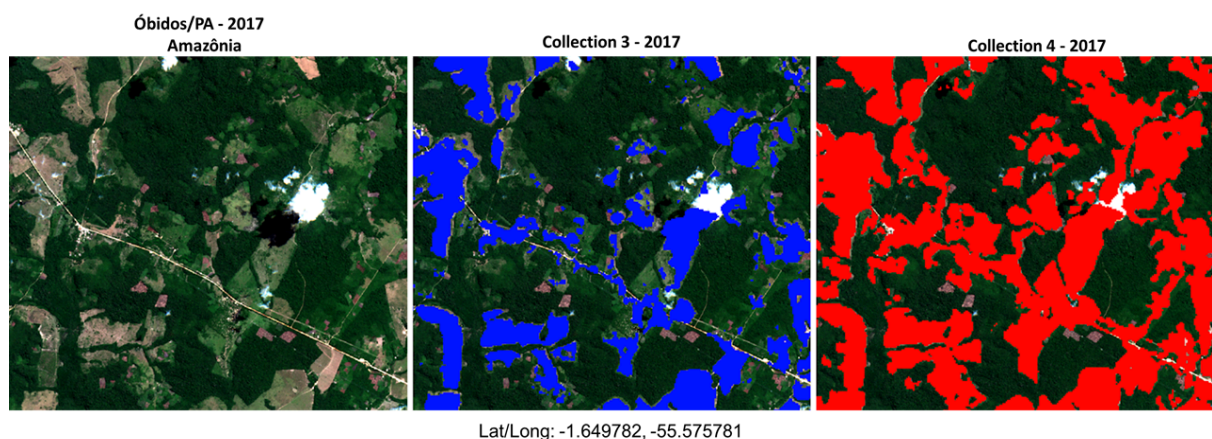 Óbidos/PA - 2017
Amazônia
Collection 3 - 2017
Collection 4 - 2017
Lat/Long: -1.649782, -55.575781